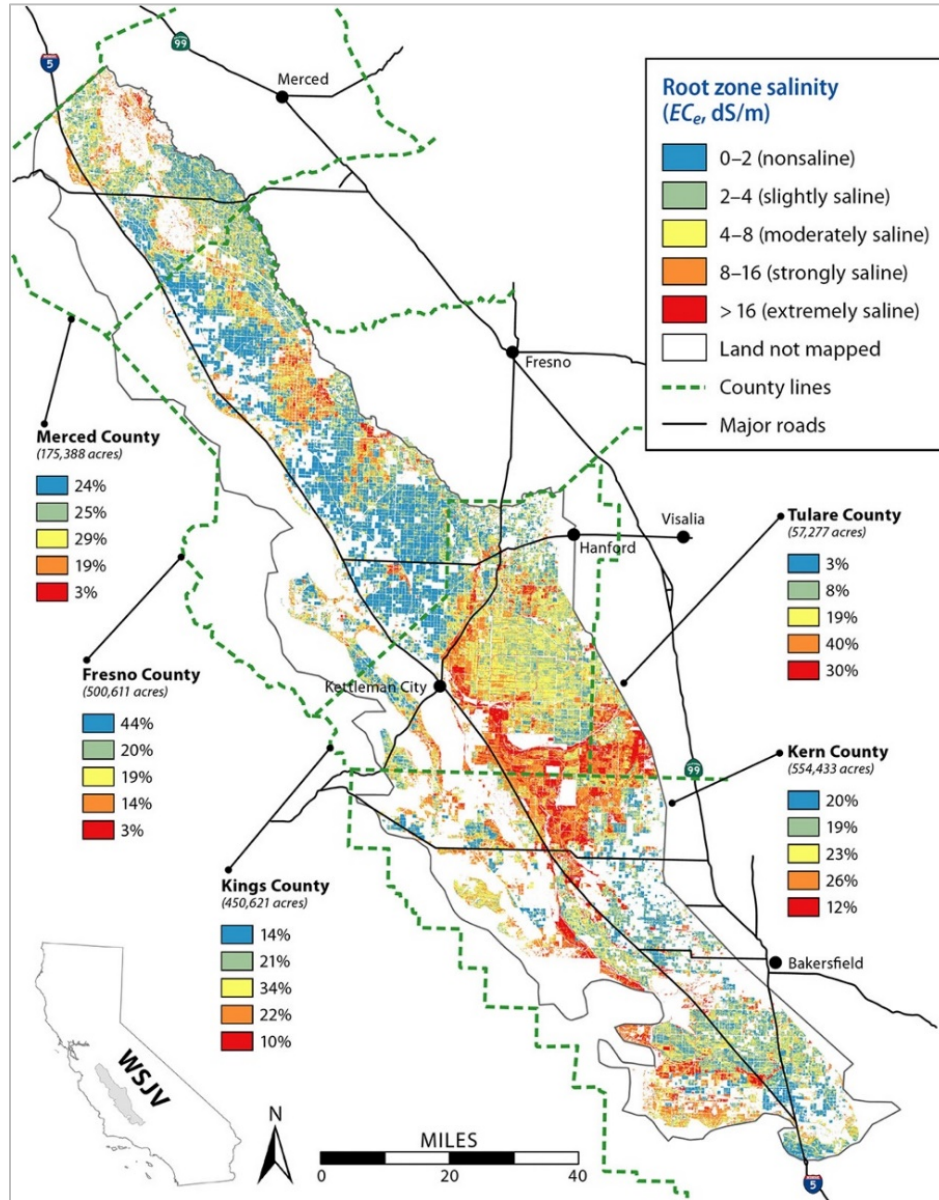 99
5
Merced
Root zone salinity
(ECe, dS/m)
0–2 (nonsaline)
2–4 (slightly saline)
4–8 (moderately saline)
8–16 (strongly saline)
> 16 (extremely saline)
Land not mapped
County lines
Major roads
Fresno
Merced County
(175,388 acres)
24%
25%
29%
19%
3%
Visalia
Hanford
Tulare County
(57,277 acres)
3%
8%
19%
40%
30%
Fresno County
(500,611 acres)
44%
20%
19%
14%
3%
Kettleman City
99
Kern County
(554,433 acres)
20%
19%
23%
26%
12%
Kings County
(450,621 acres)
14%
21%
34%
22%
10%
Bakersfield
WSJV
N
MILES
0 20 40
5